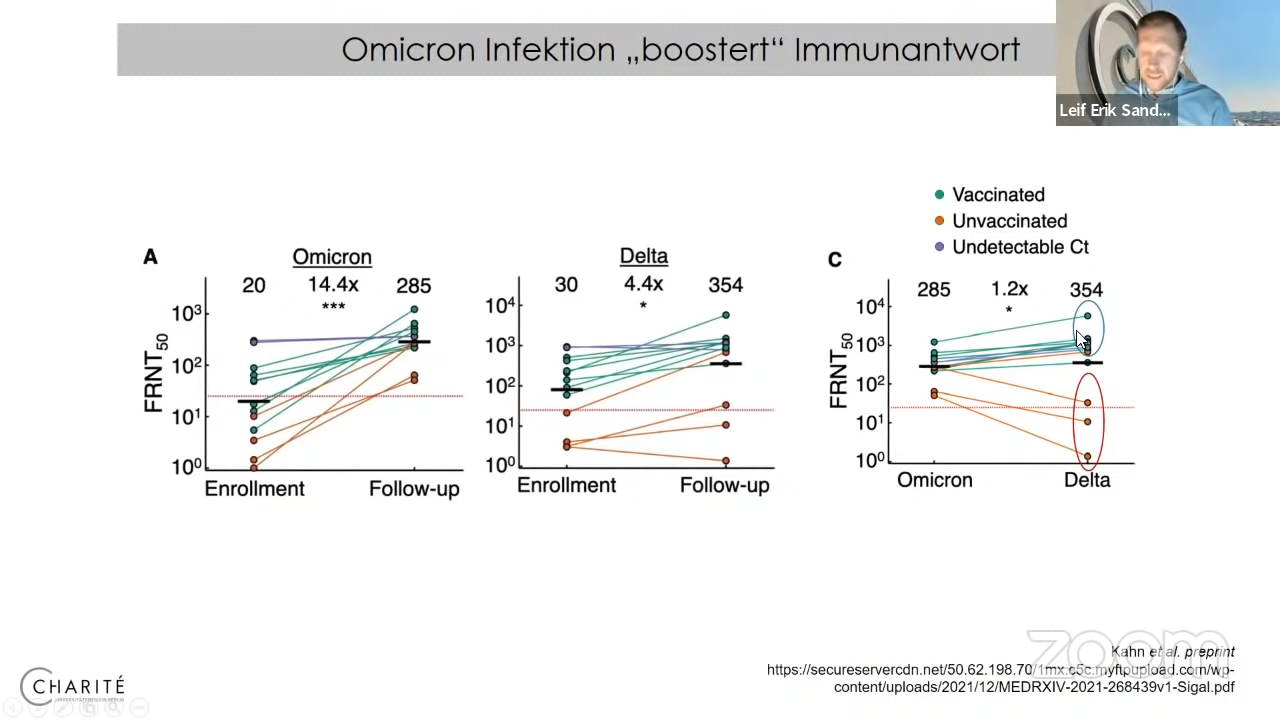 Omicron Infektion „boostert“ Immunantwort
Leif Erik Sand...
Vaccinated
Unvaccinated
Undetectable Ct
A
Omicron
20 14.4x 285
***
FRNT50
10³
10²
10¹
10⁰
Enrollment Follow-up
Delta
30 4.4x 354
*
10⁴
10³
10²
10¹
10⁰
Enrollment Follow-up
C
285 1.2x 354
*
FRNT50
10⁴
10³
10²
10¹
10⁰
Omicron Delta
zoom
Kahn et al. preprint
https://secureservercdn.net/50.62.198.70/1mx.c5c.myftpupload.com/wp-
content/uploads/2021/12/MEDRXIV-2021-268439v1-Sigal.pdf
CHARITÉ